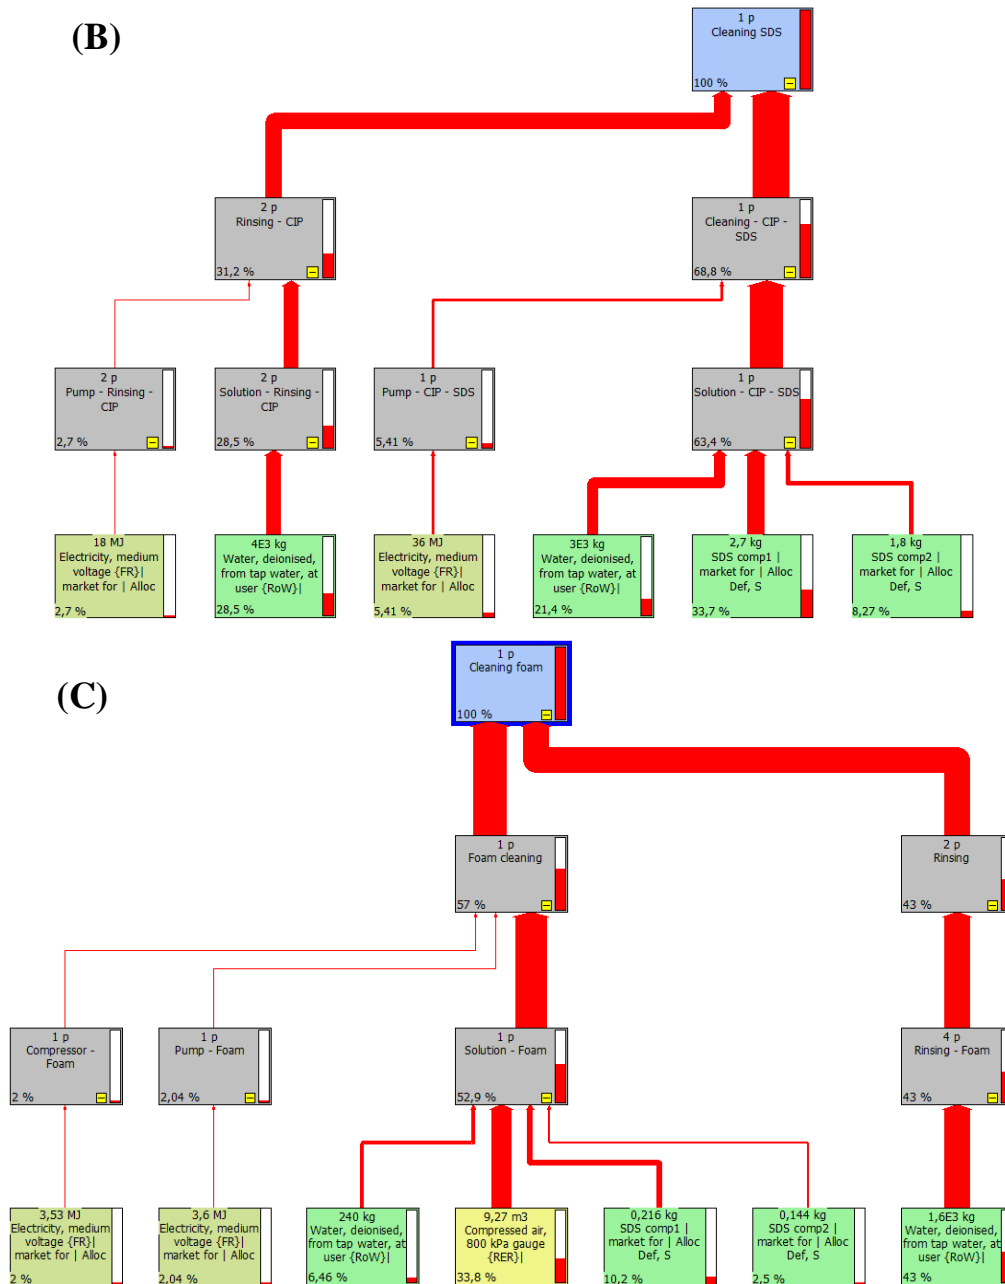 (B)
1 p
Cleaning SDS
100 %
2 p
Rinsing - CIP
31,2 %
1 p
Cleaning - CIP -
SDS
68,8 %
2 p
Pump - Rinsing -
CIP
2,7 %
2 p
Solution - Rinsing -
CIP
28,5 %
1 p
Pump - CIP - SDS
5,41 %
1 p
Solution - CIP - SDS
63,4 %
18 MJ
Electricity, medium
voltage {FR}|
market for | Alloc
2,7 %
4E3 kg
Water, deionised,
from tap water, at
user {RoW}|
28,5 %
36 MJ
Electricity, medium
voltage {FR}|
market for | Alloc
5,41 %
3E3 kg
Water, deionised,
from tap water, at
user {RoW}|
21,4 %
2,7 kg
SDS comp1 |
market for | Alloc
Def, S
33,7 %
1,8 kg
SDS comp2 |
market for | Alloc
Def, S
8,27 %
(C)
1 p
Cleaning foam
100 %
1 p
Foam cleaning
57 %
2 p
Rinsing
43 %
1 p
Compressor -
Foam
2 %
1 p
Pump - Foam
2,04 %
1 p
Solution - Foam
52,9 %
4 p
Rinsing - Foam
43 %
3,53 MJ
Electricity, medium
voltage {FR}|
market for | Alloc
2 %
3,6 MJ
Electricity, medium
voltage {FR}|
market for | Alloc
2,04 %
240 kg
Water, deionised,
from tap water, at
user {RoW}|
6,46 %
9,27 m3
Compressed air,
800 kPa gauge
{RER}|
33,8 %
0,216 kg
SDS comp1 |
market for | Alloc
Def, S
10,2 %
0,144 kg
SDS comp2 |
market for | Alloc
Def, S
2,5 %
1,6E3 kg
Water, deionised,
from tap water, at
user {RoW}|
43 %